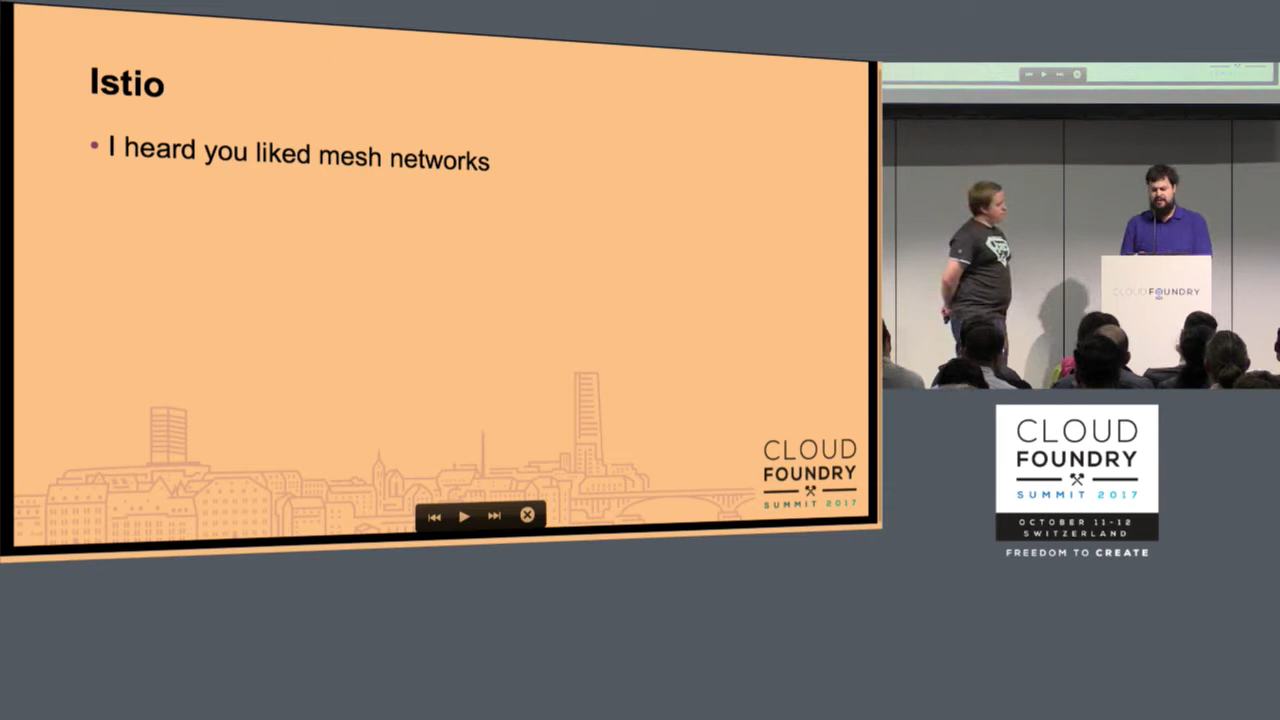 Istio
• I heard you liked mesh networks
CLOUD
FOUNDRY
SUMMIT 2017
CLOUD FOUNDRY
CLOUD
FOUNDRY
SUMMIT 2017
OCTOBER 11-12
SWITZERLAND
FREEDOM TO CREATE